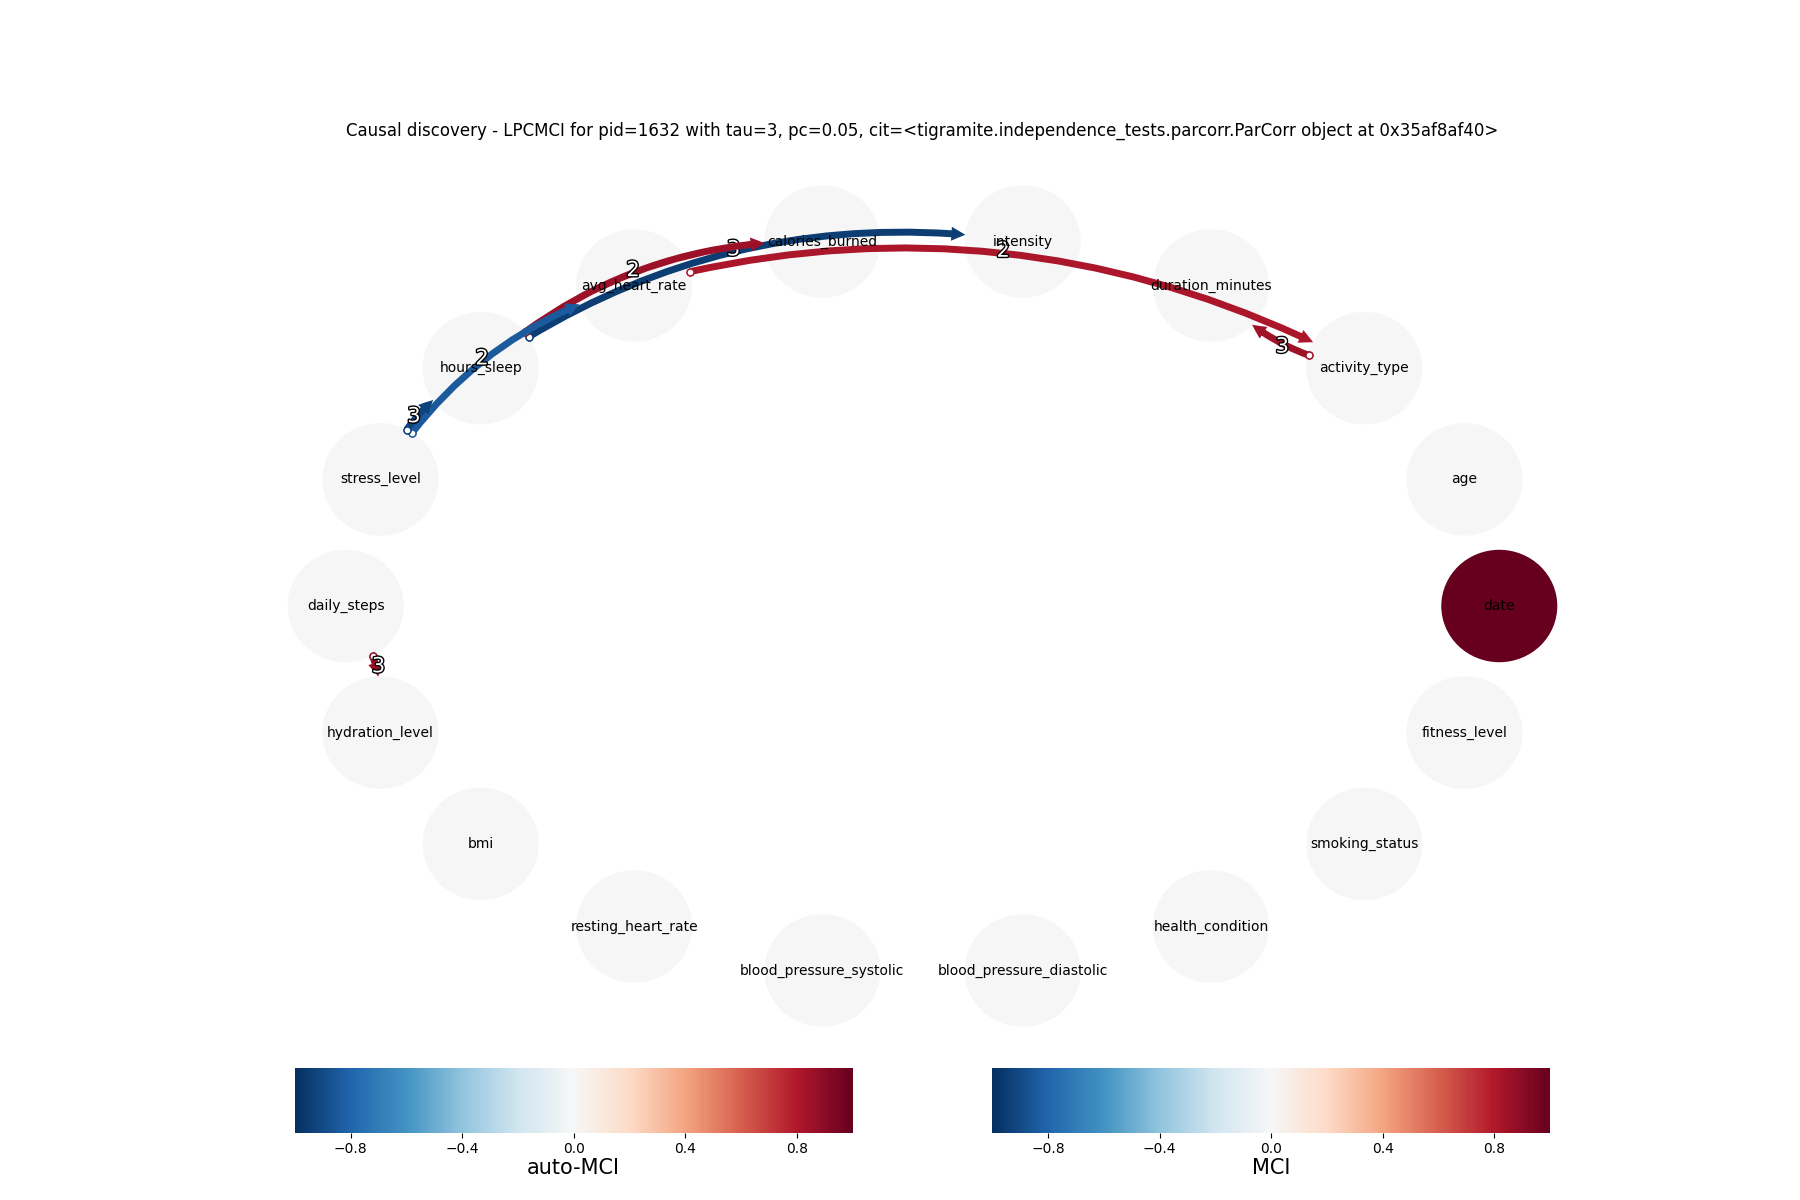 Causal discovery - LPCMCI for pid=1632 with tau=3, pc=0.05, cit=<tigramite.independence_tests.parcorr.ParCorr object at 0x35af8af40>
calories_burned
intensity
3
2
2
avg_heart_rate
duration_minutes
3
2
hours_sleep
activity_type
3
stress_level
age
daily_steps
date
3
hydration_level
fitness_level
bmi
smoking_status
resting_heart_rate
health_condition
blood_pressure_systolic
blood_pressure_diastolic
−0.8 −0.4 0.0 0.4 0.8
auto-MCI
−0.8 −0.4 0.0 0.4 0.8
MCI